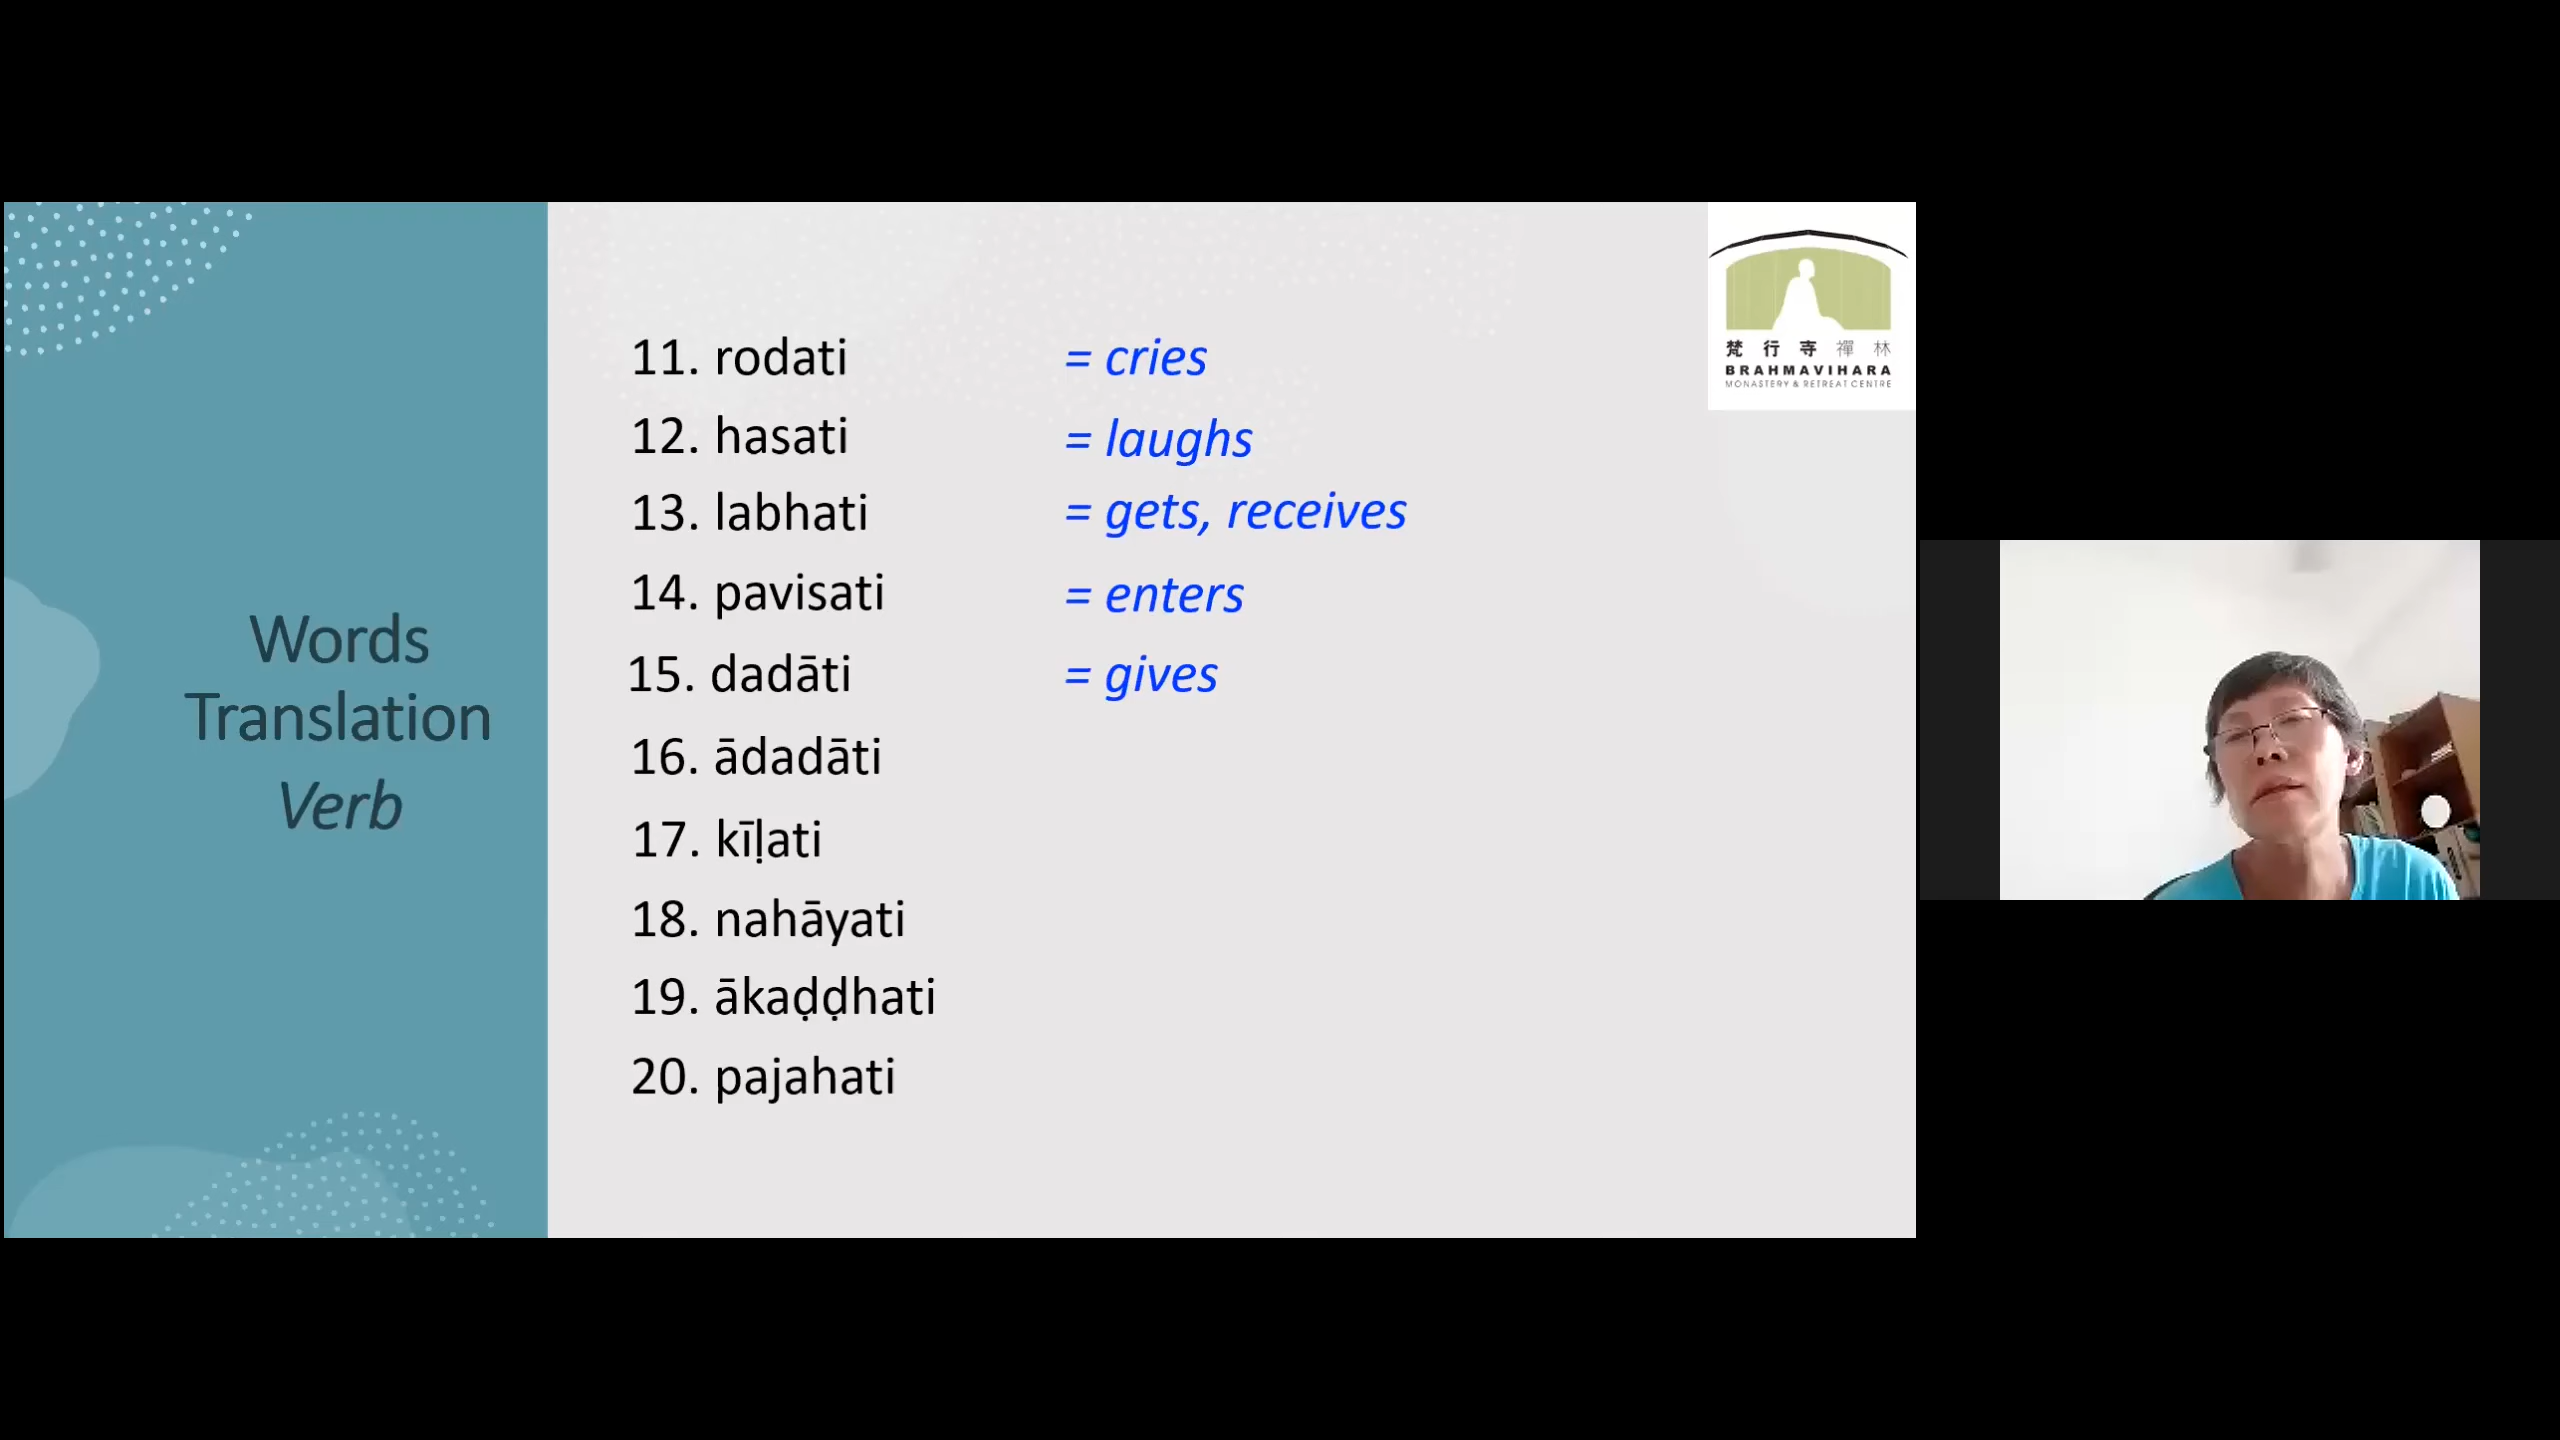 Words
Translation
Verb
11. rodati = cries
12. hasati = laughs
13. labhati = gets, receives
14. pavisati = enters
15. dadāti = gives
16. ādadāti
17. kīḷati
18. nahāyati
19. ākaḍḍhati
20. pajahati
梵行寺禪林
BRAHMAVIHARA
MONASTERY & RETREAT CENTRE